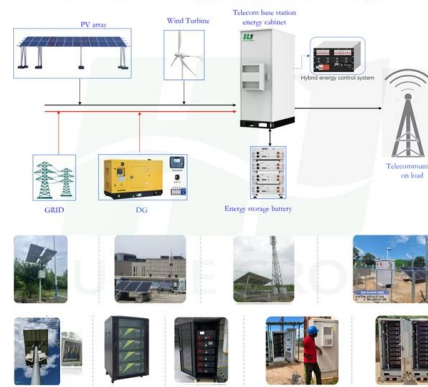 PV array
Wind Turbine
Telecom base station
energy cabinet
Hybrid energy control system
Telecommuni
on load
GRID
DG
Energy storage battery